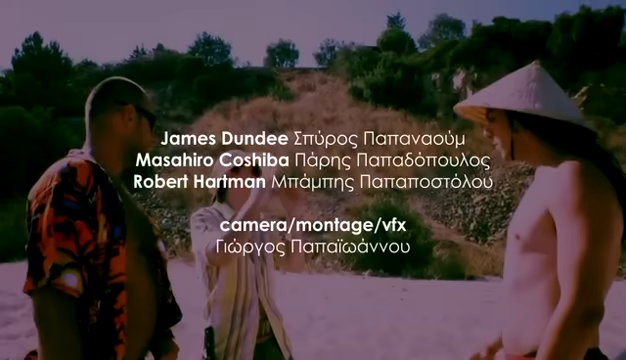 James Dundee Σπύρος Παπαναούμ
Masahiro Coshiba Πάρης Παπαδόπουλος
Robert Hartman Μπάμπης Παπαποστόλου
camera/montage/vfx
Γιώργος Παπαϊωάννου